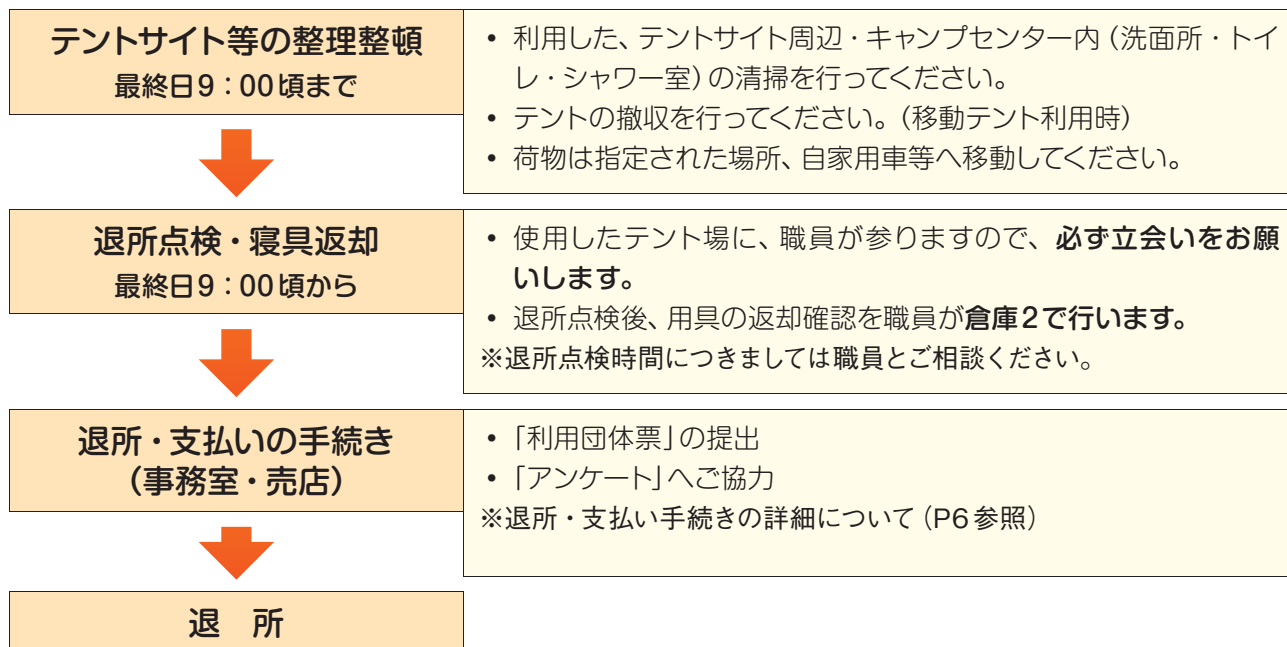 テントサイト等の整理整頓
最終日9：00頃まで
• 利用した、テントサイト周辺・キャンプセンター内（洗面所・トイ
レ・シャワー室）の清掃を行ってください。
• テントの撤収を行ってください。（移動テント利用時）
• 荷物は指定された場所、自家用車等へ移動してください。
退所点検・寝具返却
最終日9：00頃から
• 使用したテント場に、職員が参りますので、必ず立会いをお願
いします。
• 退所点検後、用具の返却確認を職員が倉庫2で行います。
※退所点検時間につきましては職員とご相談ください。
退所・支払いの手続き
（事務室・売店）
• 「利用団体票」の提出
• 「アンケート」へご協力
※退所・支払い手続きの詳細について（P6参照）
退　所